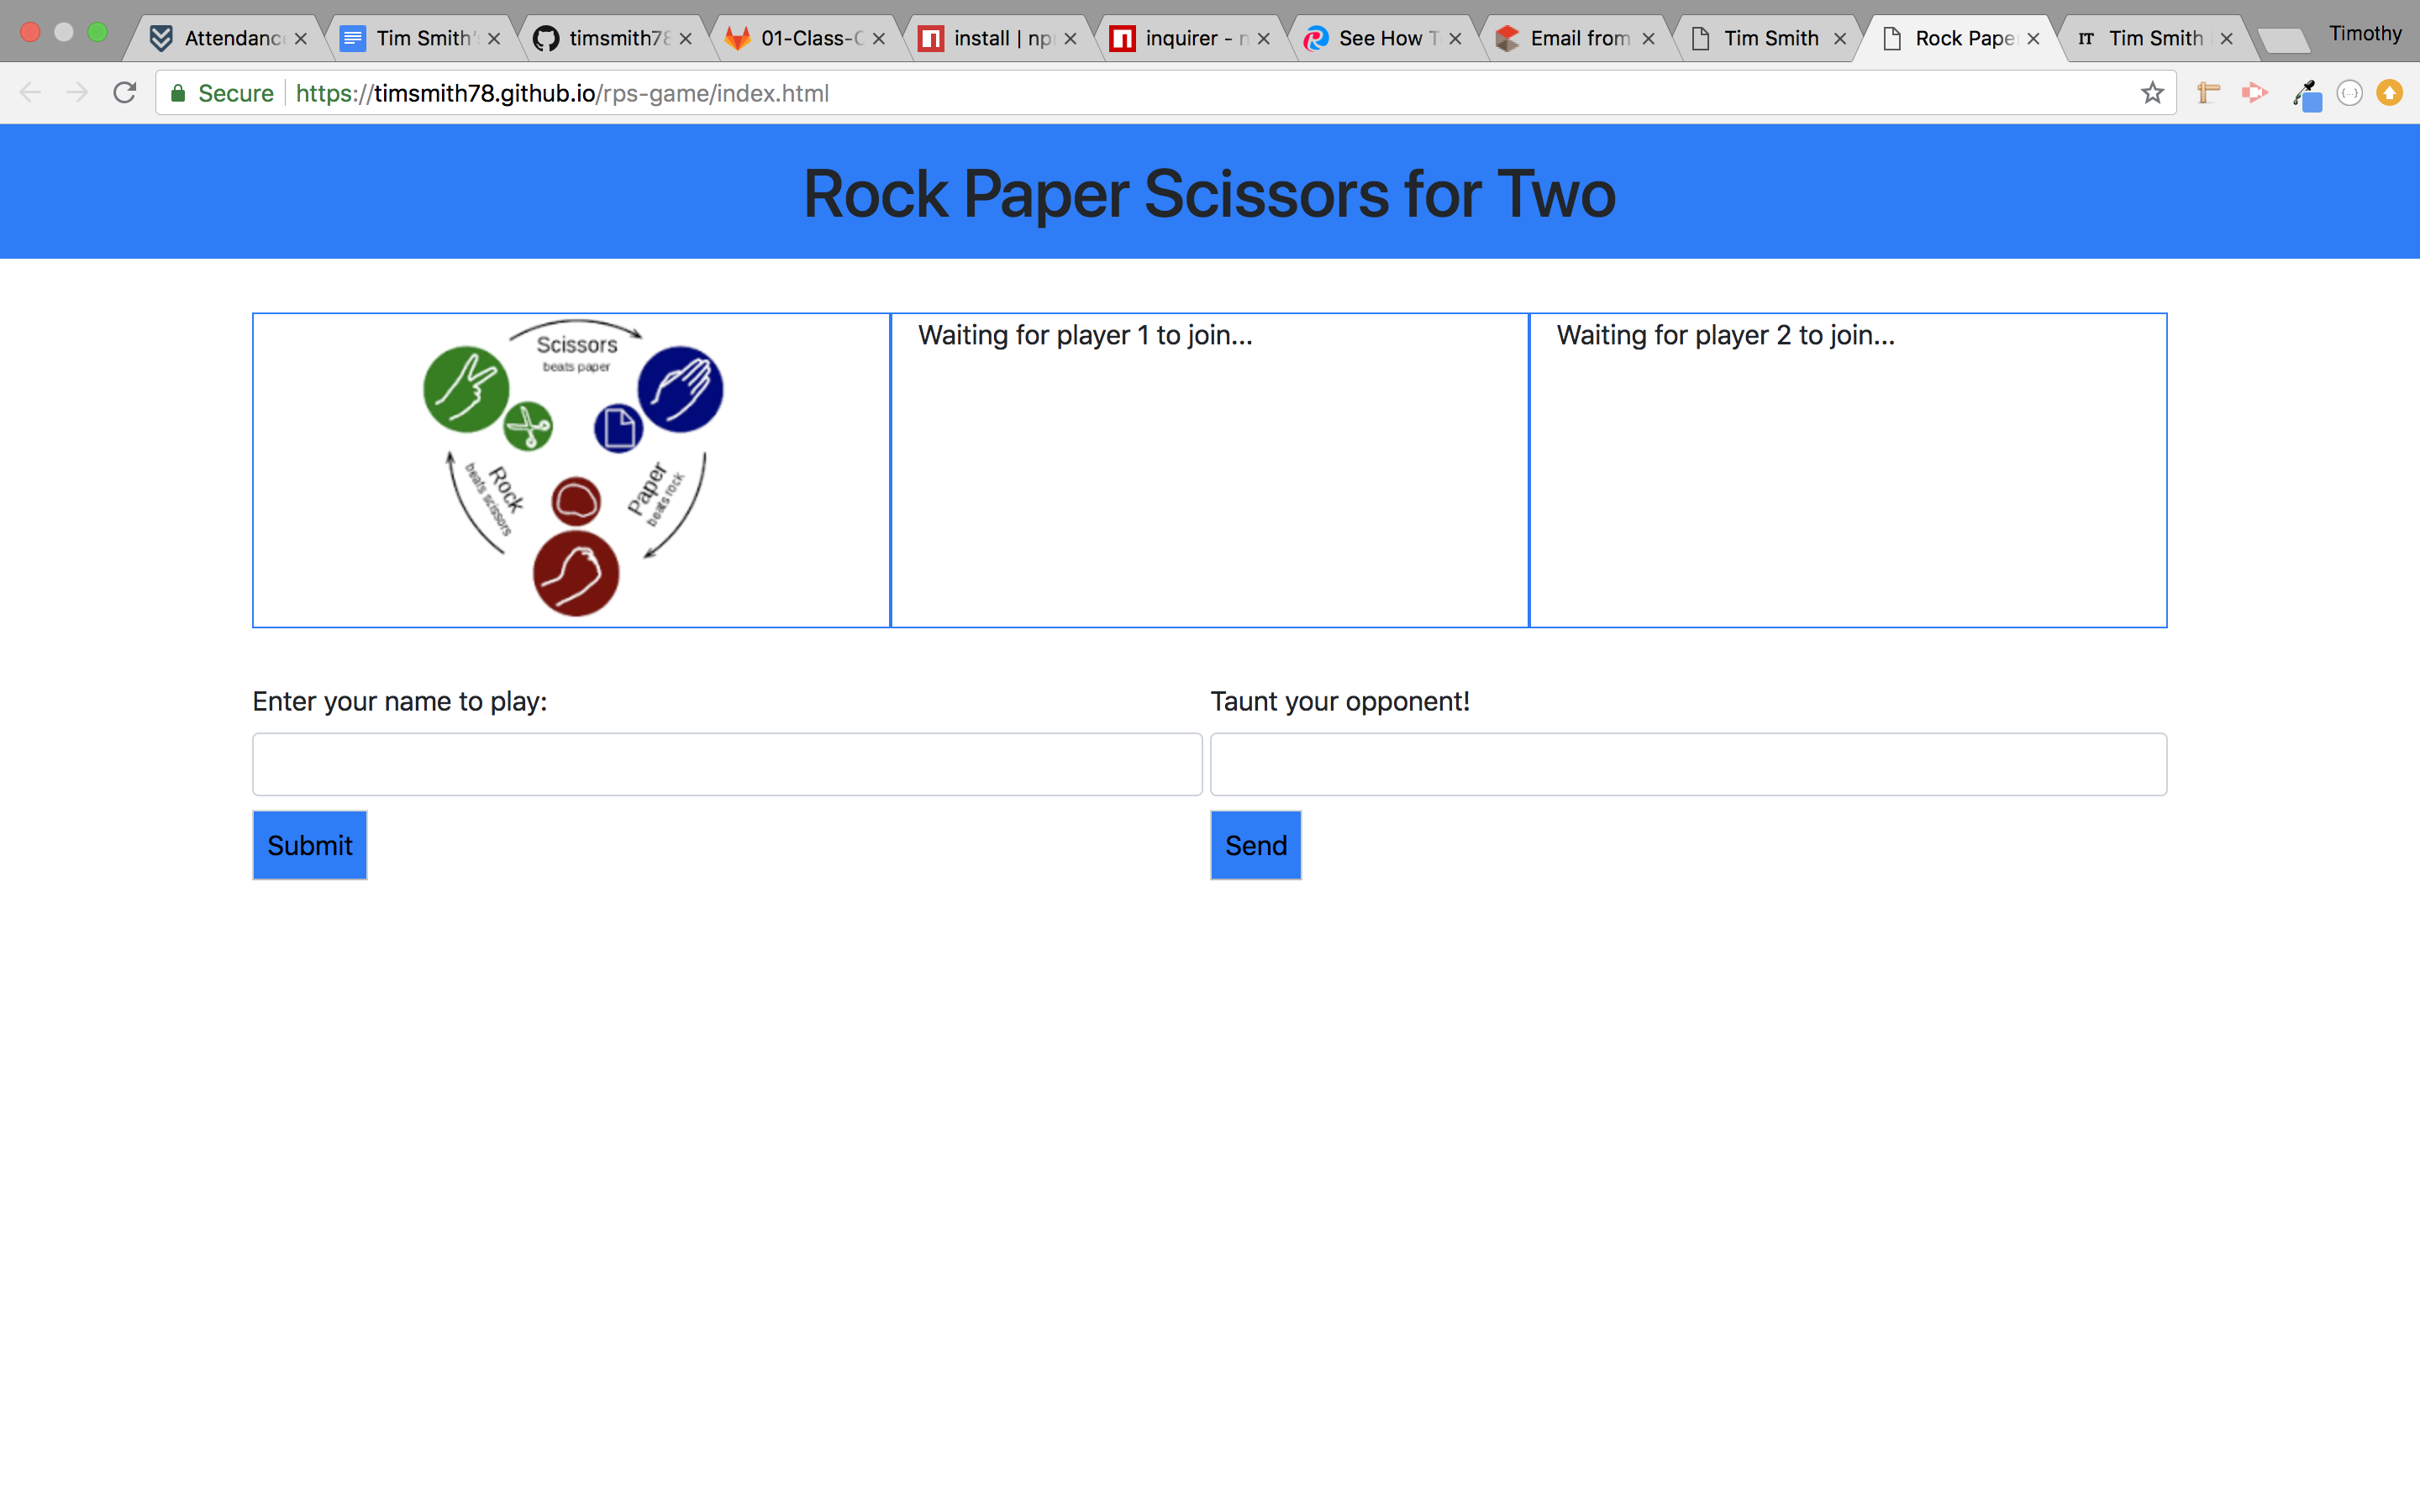 Attendanc
Tim Smith'
timsmith78
01-Class-C
install | np
inquirer - n
See How T
Email from
Tim Smith
Rock Pape
IT
Tim Smith
Timothy
Secure
https://timsmith78.github.io/rps-game/index.html
Rock Paper Scissors for Two
Scissors
beats paper
Rock
beats scissors
Paper
beats rock
Waiting for player 1 to join...
Waiting for player 2 to join...
Enter your name to play:
Taunt your opponent!
Submit
Send